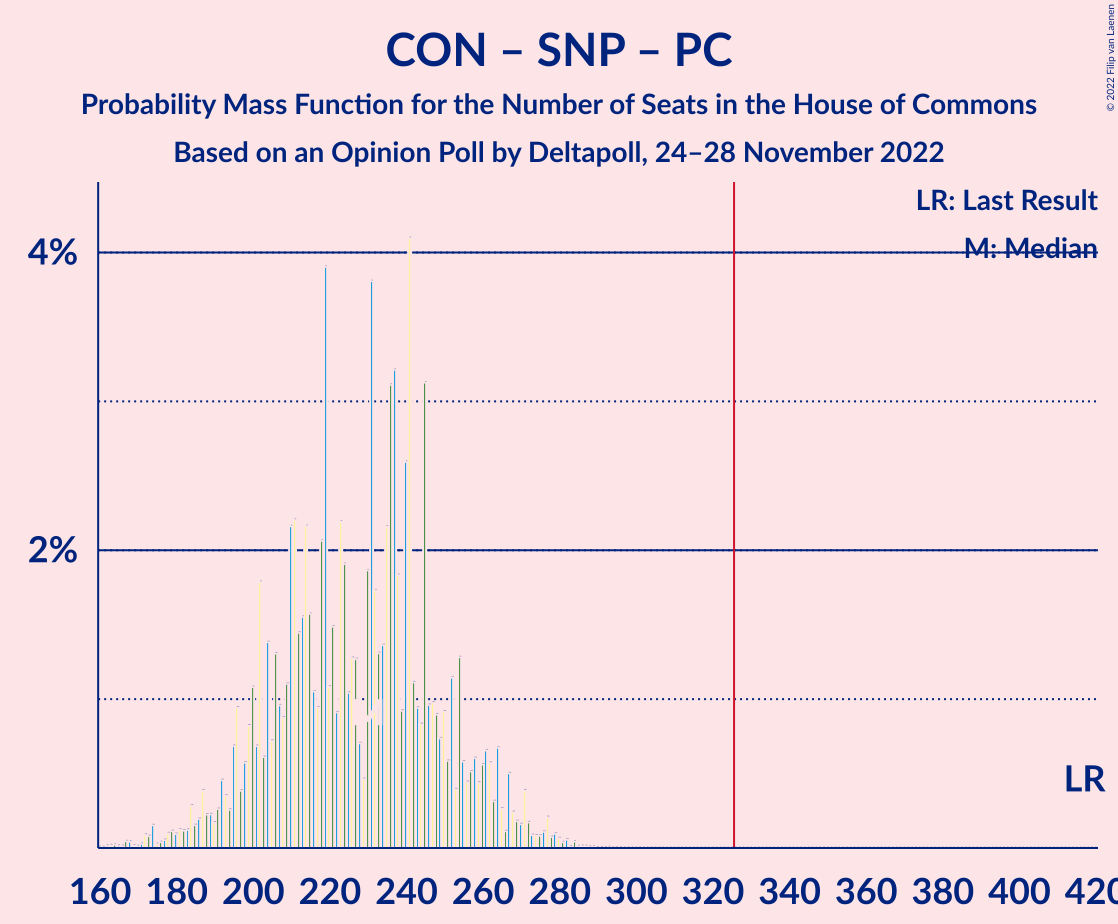 CON – SNP – PC
Probability Mass Function for the Number of Seats in the House of Commons
Based on an Opinion Poll by Deltapoll, 24–28 November 2022
© 2022 Filip van Laenen
LR: Last Result
M: Median
4%
2%
LR
160 180 200 220 240 260 280 300 320 340 360 380 400 420